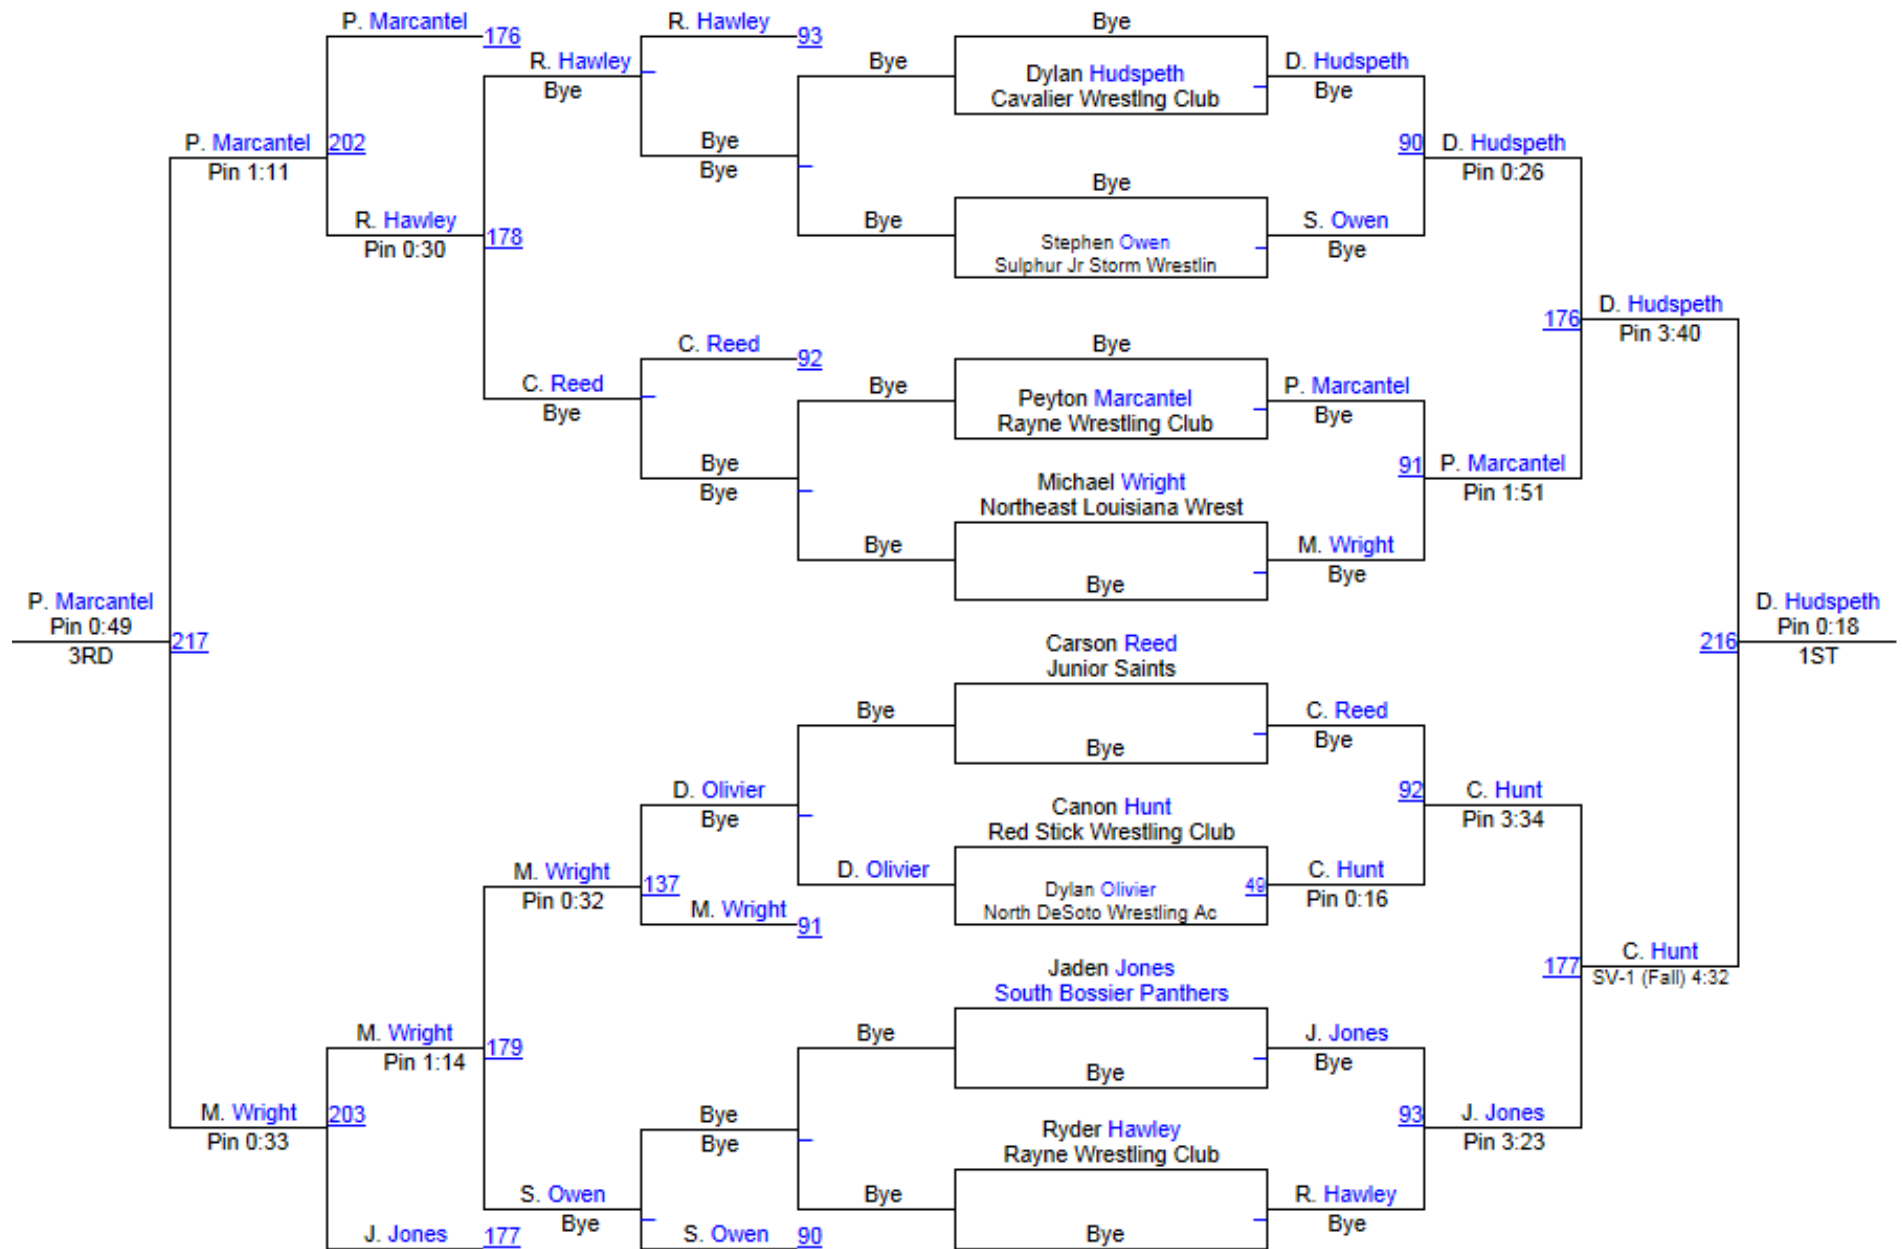 P. Marcantel
176
R. Hawley
93
Bye
R. Hawley
Bye
Bye
Dylan Hudspeth
Cavalier Wrestlng Club
D. Hudspeth
Bye
P. Marcantel
202
Pin 1:11
Bye
Bye
90
D. Hudspeth
Pin 0:26
Bye
R. Hawley
178
Pin 0:30
Bye
Stephen Owen
Sulphur Jr Storm Wrestlin
S. Owen
Bye
D. Hudspeth
176
Pin 3:40
C. Reed
92
Bye
C. Reed
Bye
Bye
Peyton Marcantel
Rayne Wrestling Club
P. Marcantel
Bye
Bye
Bye
91
P. Marcantel
Pin 1:51
Michael Wright
Northeast Louisiana Wrest
Bye
Bye
M. Wright
Bye
P. Marcantel
Pin 0:49
217
3RD
D. Hudspeth
Pin 0:18
216
1ST
Carson Reed
Junior Saints
Bye
Bye
C. Reed
Bye
D. Olivier
Bye
92
C. Hunt
Pin 3:34
Canon Hunt
Red Stick Wrestling Club
M. Wright
137
Pin 0:32
D. Olivier
Dylan Olivier
North DeSoto Wrestling Ac
49
C. Hunt
Pin 0:16
M. Wright
91
C. Hunt
177
SV-1 (Fall) 4:32
Jaden Jones
South Bossier Panthers
M. Wright
179
Pin 1:14
Bye
Bye
J. Jones
Bye
M. Wright
203
Pin 0:33
Bye
Bye
93
J. Jones
Pin 3:23
Ryder Hawley
Rayne Wrestling Club
S. Owen
Bye
Bye
Bye
R. Hawley
Bye
J. Jones
177
S. Owen
90